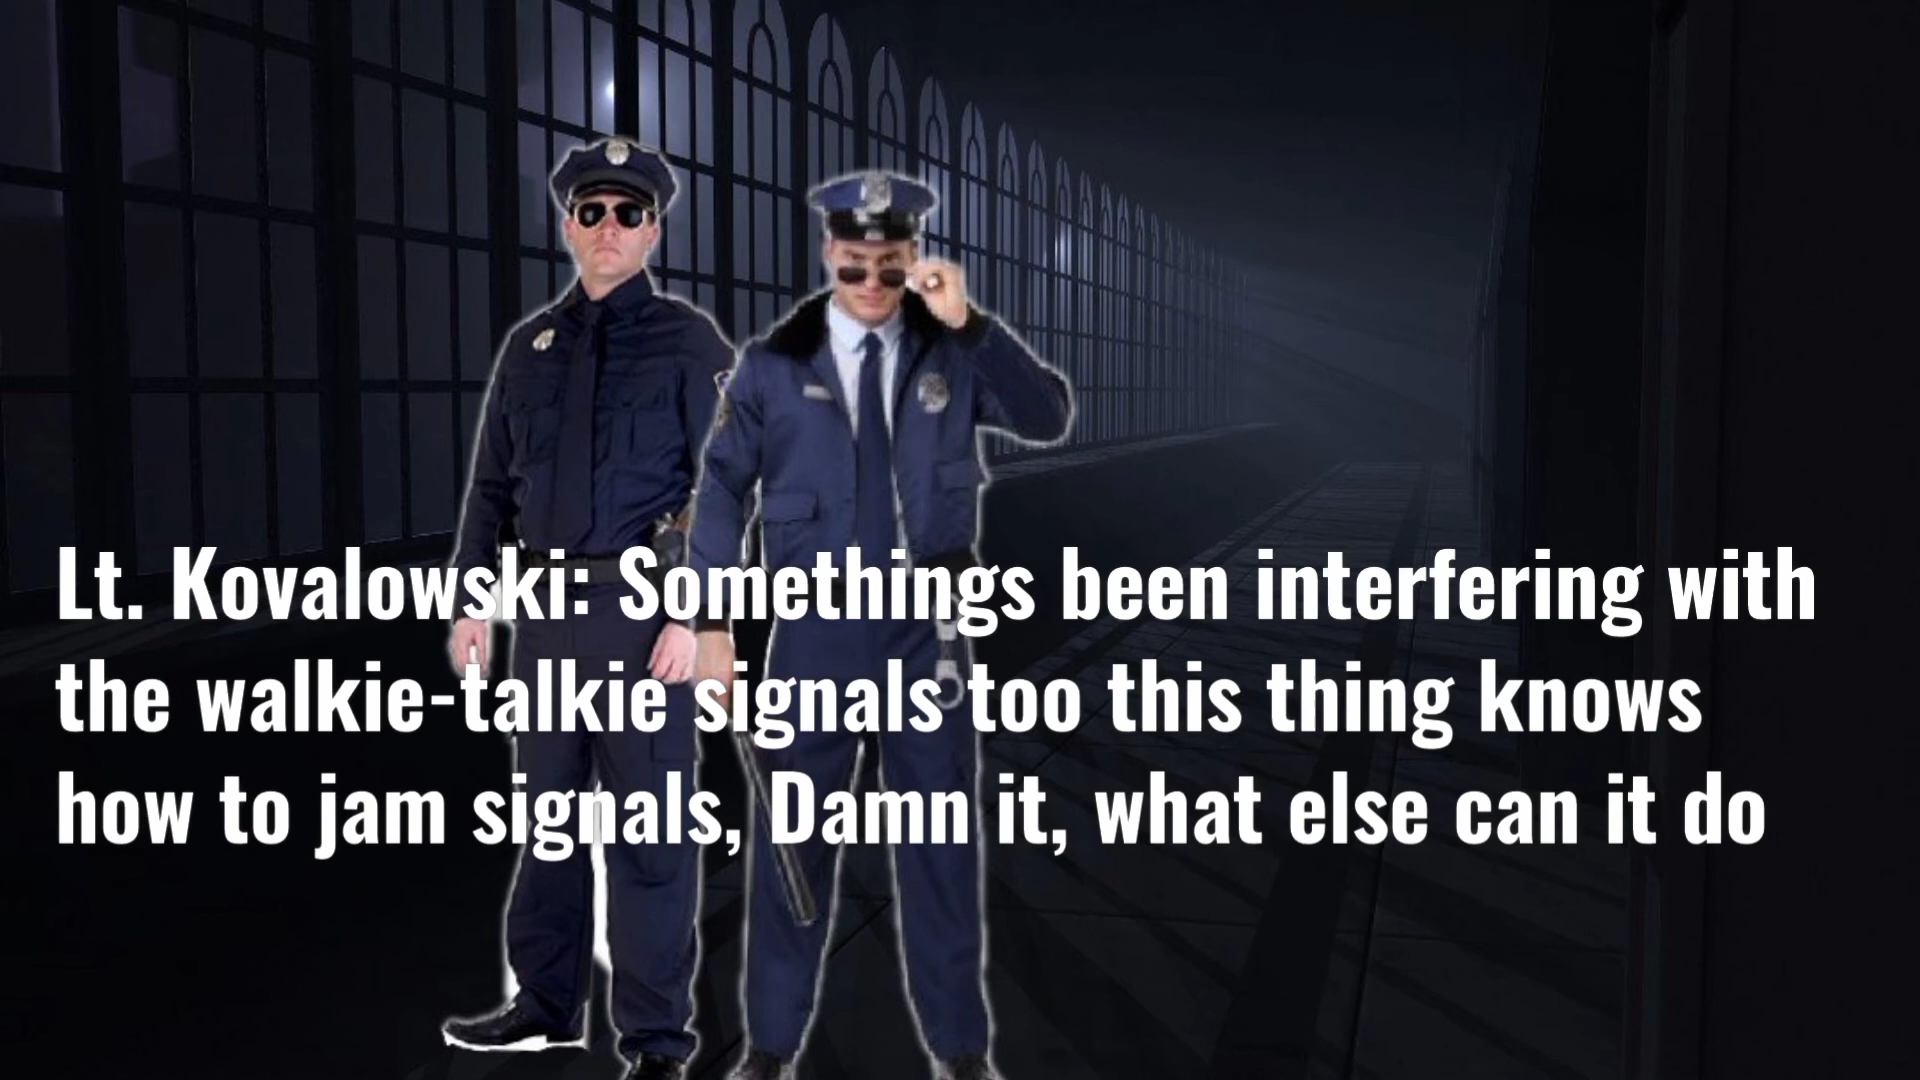 Lt. Kovalowski: Somethings been interfering with
the walkie-talkie signals too this thing knows
how to jam signals, Damn it, what else can it do